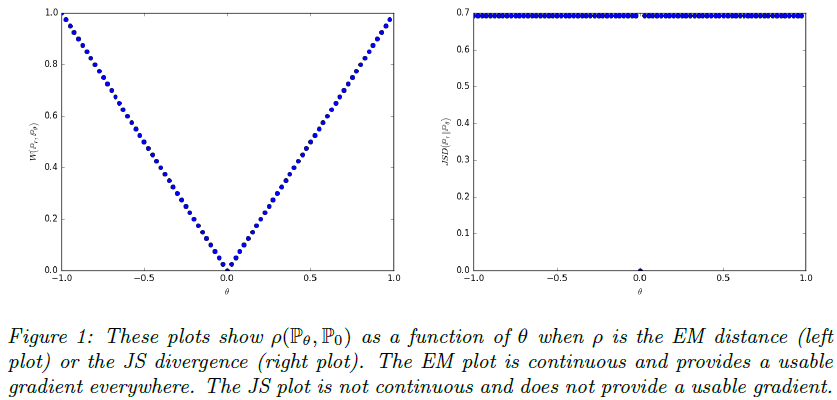 1.0
0.8
0.6
0.4
0.2
0.0
−1.0 −0.5 0.0 0.5 1.0
θ
W(ℙr, ℙθ)
0.7
0.6
0.5
0.4
0.3
0.2
0.1
0.0
−1.0 −0.5 0.0 0.5 1.0
θ
Figure 1: These plots show ρ(ℙθ, ℙ0) as a function of θ when ρ is the EM distance (left
plot) or the JS divergence (right plot). The EM plot is continuous and provides a usable
gradient everywhere. The JS plot is not continuous and does not provide a usable gradient.